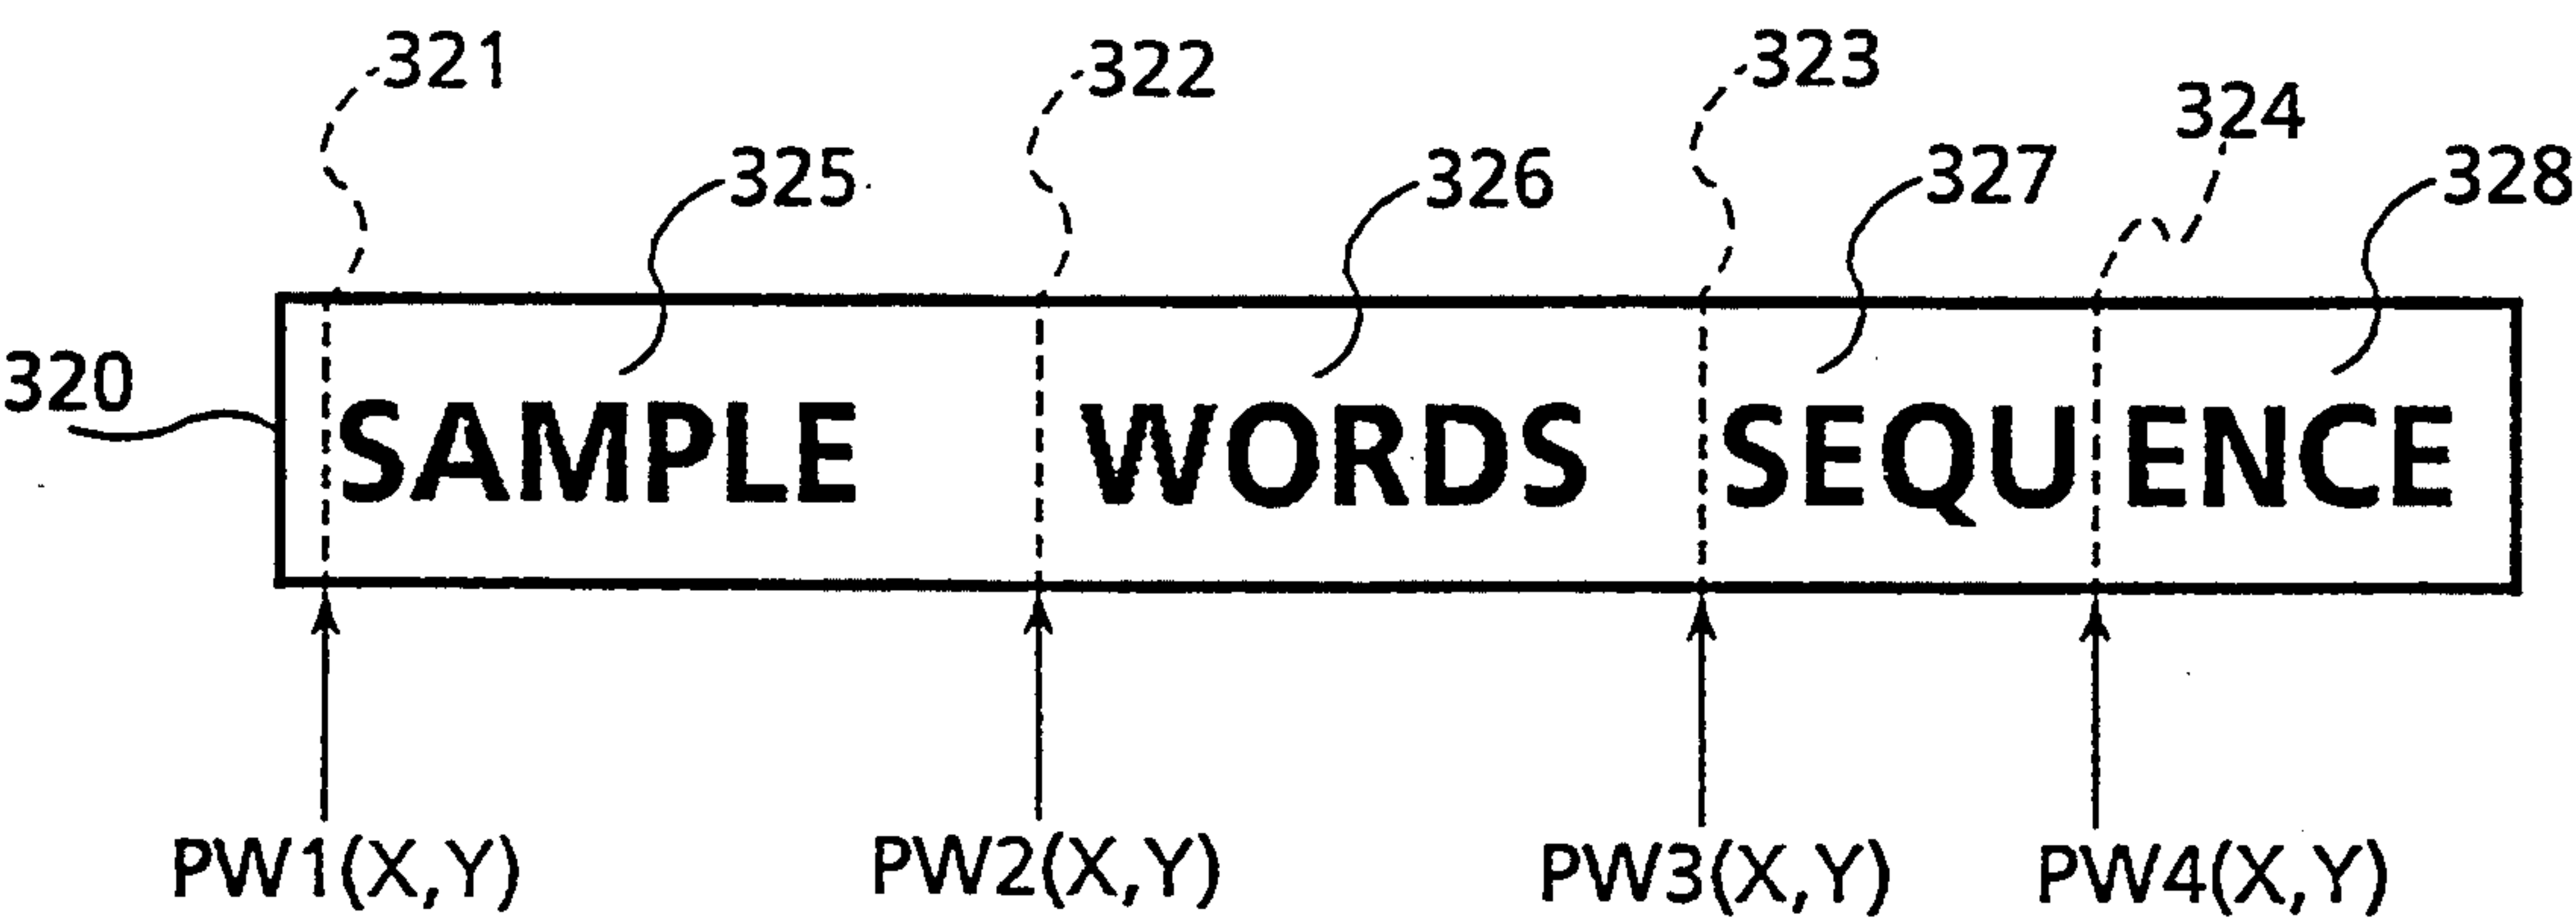 321 322 323 324
325 326 327 328
320
SAMPLE WORDS SEQU ENCE
PW1(X,Y) PW2(X,Y) PW3(X,Y) PW4(X,Y)